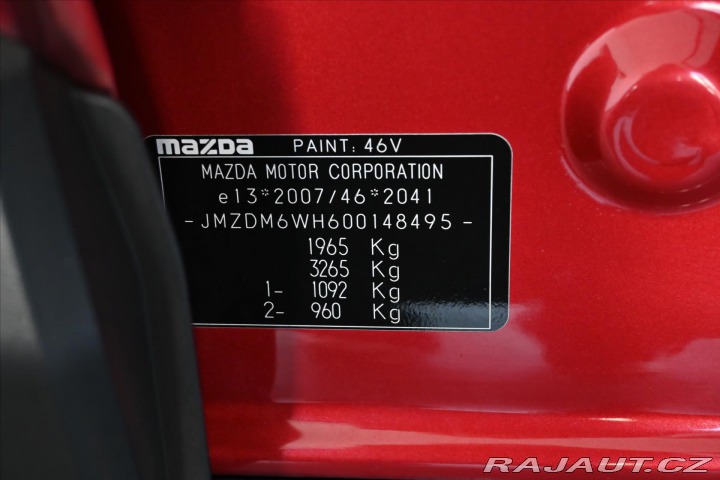 mazda PAINT: 46V
MAZDA MOTOR CORPORATION
e13*2007/46*2041
-JMZDM6WH600148495-
1965 Kg
3265 Kg
1- 1092 Kg
2- 960 Kg
RAJAUT.CZ